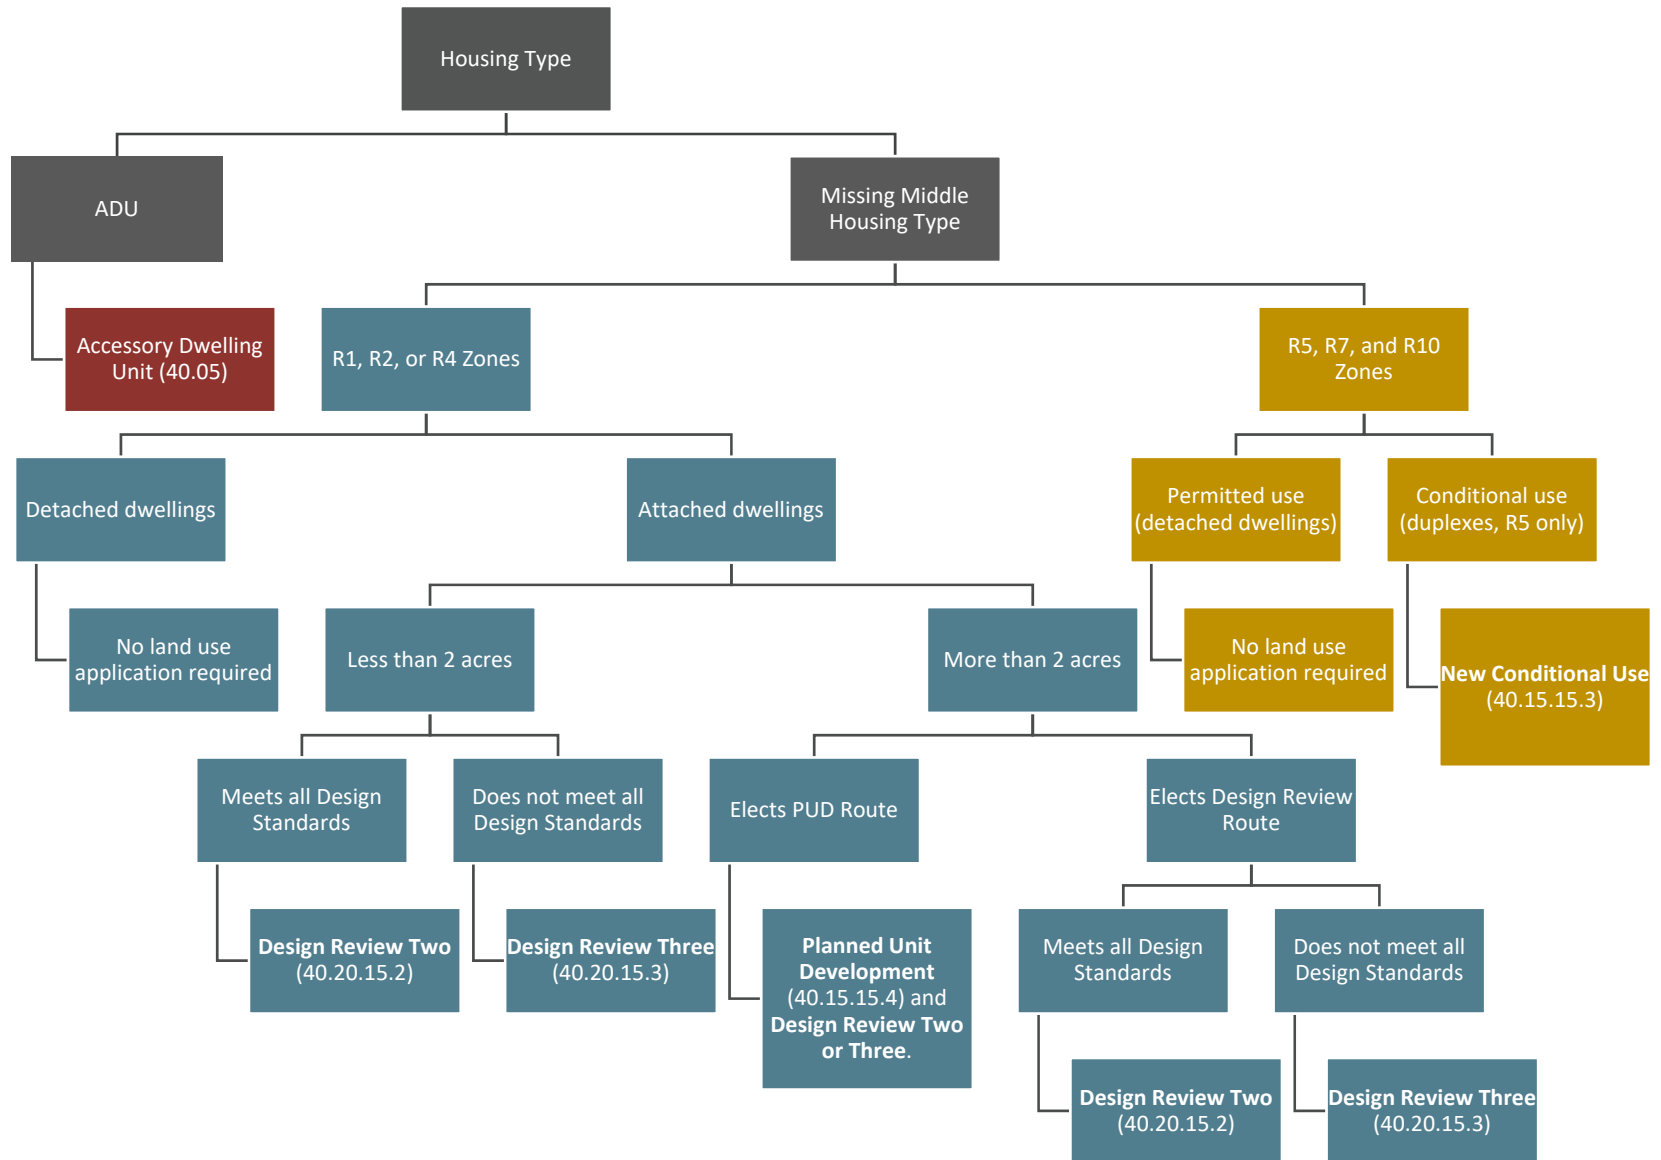 Housing Type
ADU
Missing Middle
Housing Type
Accessory Dwelling
Unit (40.05)
R1, R2, or R4 Zones
R5, R7, and R10
Zones
Detached dwellings
Attached dwellings
Permitted use
(detached dwellings)
Conditional use
(duplexes, R5 only)
No land use
application required
Less than 2 acres
More than 2 acres
No land use
application required
New Conditional Use
(40.15.15.3)
Meets all Design
Standards
Does not meet all
Design Standards
Elects PUD Route
Elects Design Review
Route
Design Review Two
(40.20.15.2)
Design Review Three
(40.20.15.3)
Planned Unit
Development
(40.15.15.4) and
Design Review Two
or Three.
Meets all Design
Standards
Does not meet all
Design Standards
Design Review Two
(40.20.15.2)
Design Review Three
(40.20.15.3)